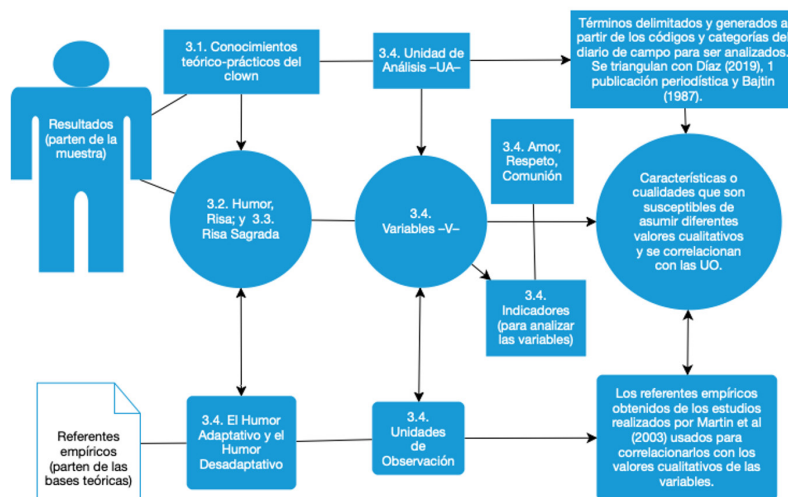 3.1. Conocimientos
teórico-prácticos del
clown
3.4. Unidad de
Análisis –UA–
Términos delimitados y generados a
partir de los códigos y categorías del
diario de campo para ser analizados.
Se triangulan con Díaz (2019), 1
publicación periodística y Bajtin
(1987).
Resultados
(parten de la
muestra)
3.2. Humor,
Risa; y 3.3.
Risa Sagrada
3.4.
Variables –V–
3.4. Amor,
Respeto,
Comunión
Características o
cualidades que son
susceptibles de
asumir diferentes
valores cualitativos
y se correlacionan
con las UO.
3.4.
Indicadores
(para analizar
las variables)
Referentes
empíricos
(parten de las
bases teóricas)
3.4. El Humor
Adaptativo y el
Humor
Desadaptativo
3.4.
Unidades de
Observación
Los referentes empíricos
obtenidos de los estudios
realizados por Martin et al
(2003) usados para
correlacionarlos con los
valores cualitativos de las
variables.